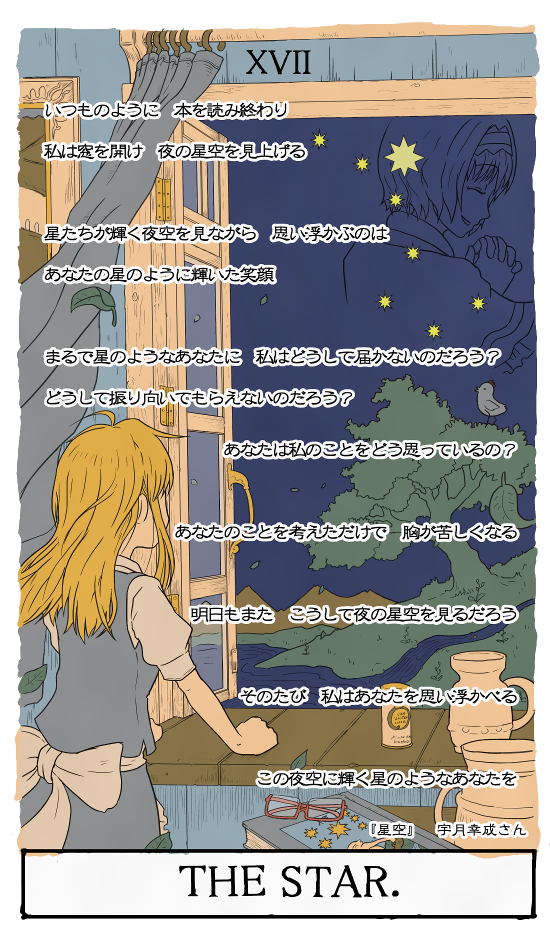 XVII
いつものように　本を読み終わり
私は窓を開け　夜の星空を見上げる
星たちが輝く夜空を見ながら　思い浮かぶのは
あなたの星のように輝いた笑顔
まるで星のようなあなたに　私はどうして届かないのだろう？
どうして振り向いてもらえないのだろう？
あなたは私のことをどう思っているの？
あなたのことを考えただけで　胸が苦しくなる
明日もまた　こうして夜の星空を見るだろう
そのたび　私はあなたを思い浮かべる
この夜空に輝く星のようなあなたを
『星空』　宇月幸成さん
THE STAR.